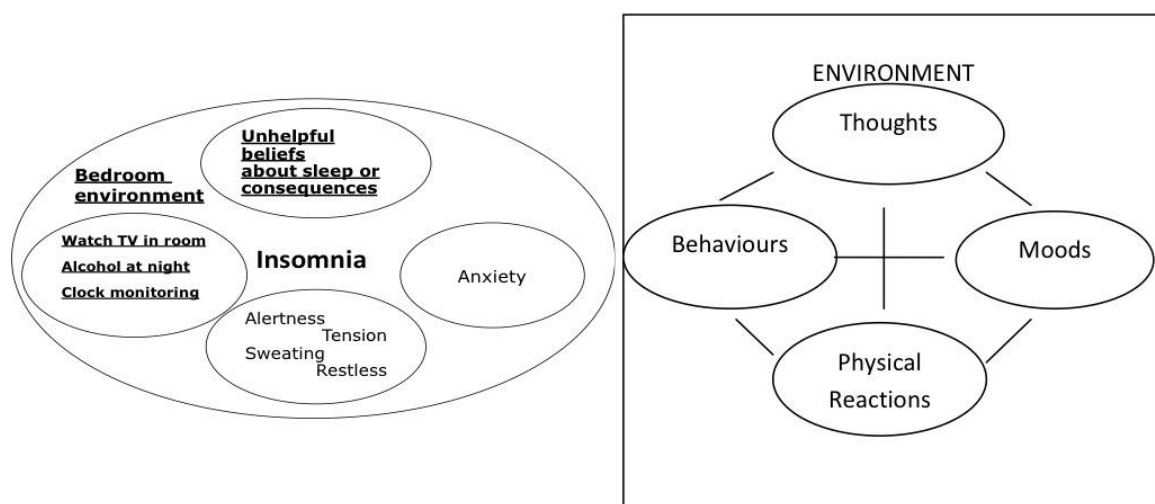 Unhelpful
beliefs
about sleep or
consequences
Bedroom
environment
Watch TV in room
Alcohol at night
Clock monitoring
Insomnia
Anxiety
Alertness
Tension
Sweating
Restless
ENVIRONMENT
Thoughts
Behaviours
Moods
Physical
Reactions